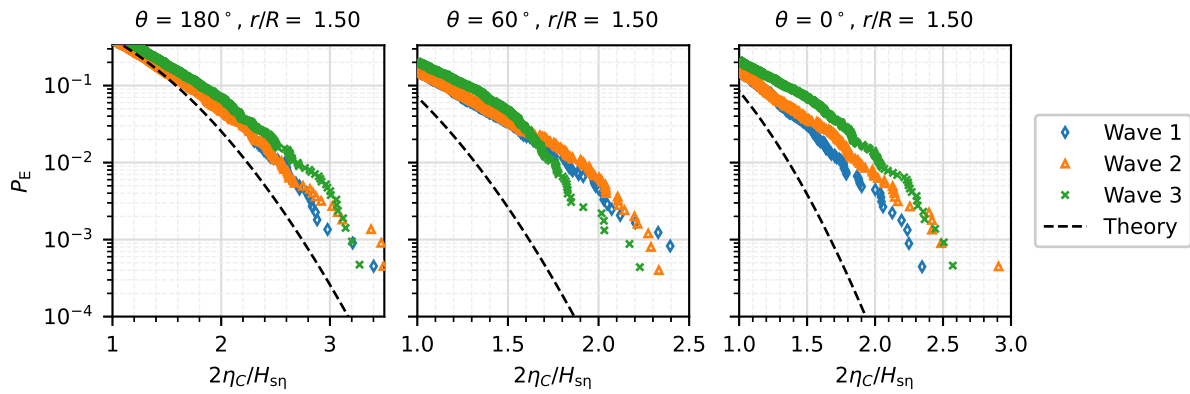 θ = 180°, r/R = 1.50
θ = 60°, r/R = 1.50
θ = 0°, r/R = 1.50
P_E
10⁻¹
10⁻²
10⁻³
10⁻⁴
1 2 3
1.0 1.5 2.0 2.5
1.0 1.5 2.0 2.5 3.0
2η_C/H_sη
2η_C/H_sη
2η_C/H_sη
Wave 1
Wave 2
Wave 3
Theory